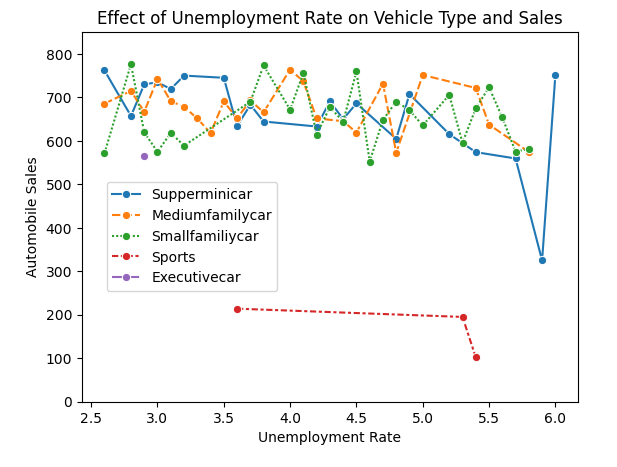 Effect of Unemployment Rate on Vehicle Type and Sales
Automobile Sales
800
700
600
500
400
300
200
100
0
Supperminicar
Mediumfamilycar
Smallfamiliycar
Sports
Executivecar
2.5 3.0 3.5 4.0 4.5 5.0 5.5 6.0
Unemployment Rate